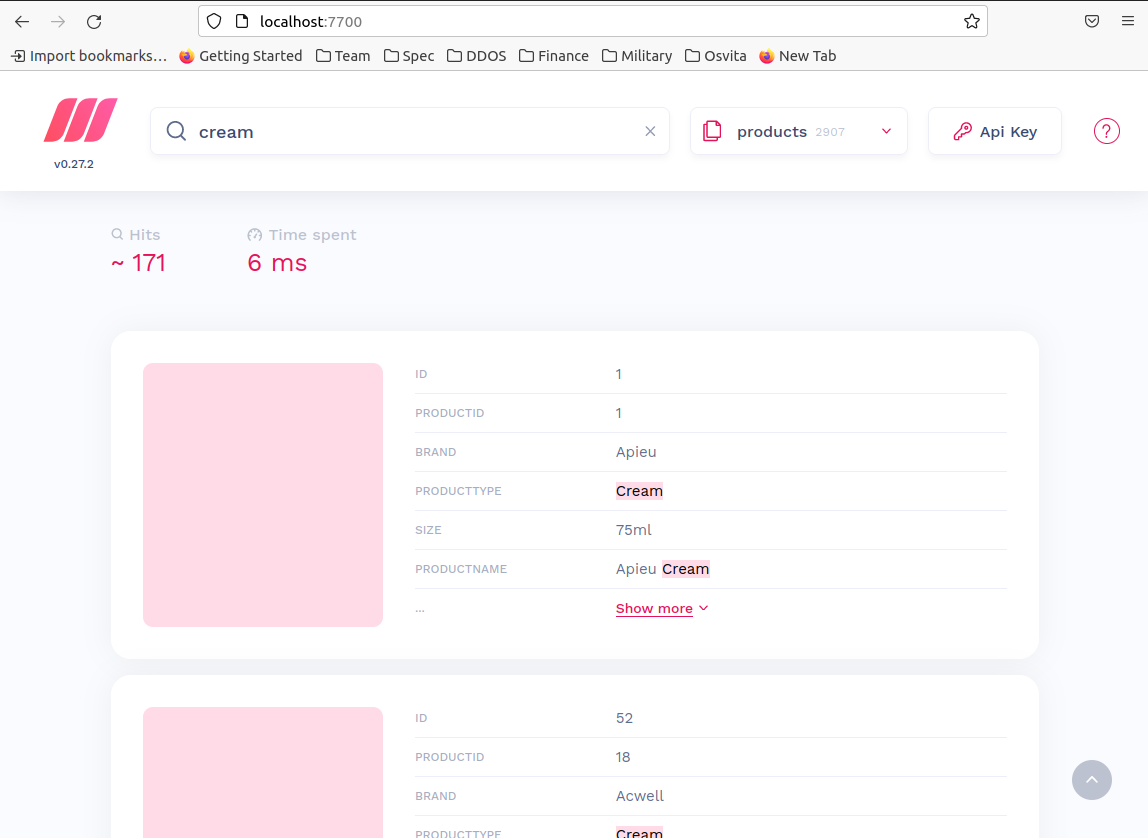 localhost:7700
Import bookmarks... Getting Started Team Spec DDOS Finance Military Osvita New Tab
cream products 2907 Api Key ?
v0.27.2
Hits Time spent
~ 171 6 ms
ID 1
PRODUCTID 1
BRAND Apieu
PRODUCTTYPE Cream
SIZE 75ml
PRODUCTNAME Apieu Cream
... Show more
ID 52
PRODUCTID 18
BRAND Acwell
PRODUCTTYPE Cream